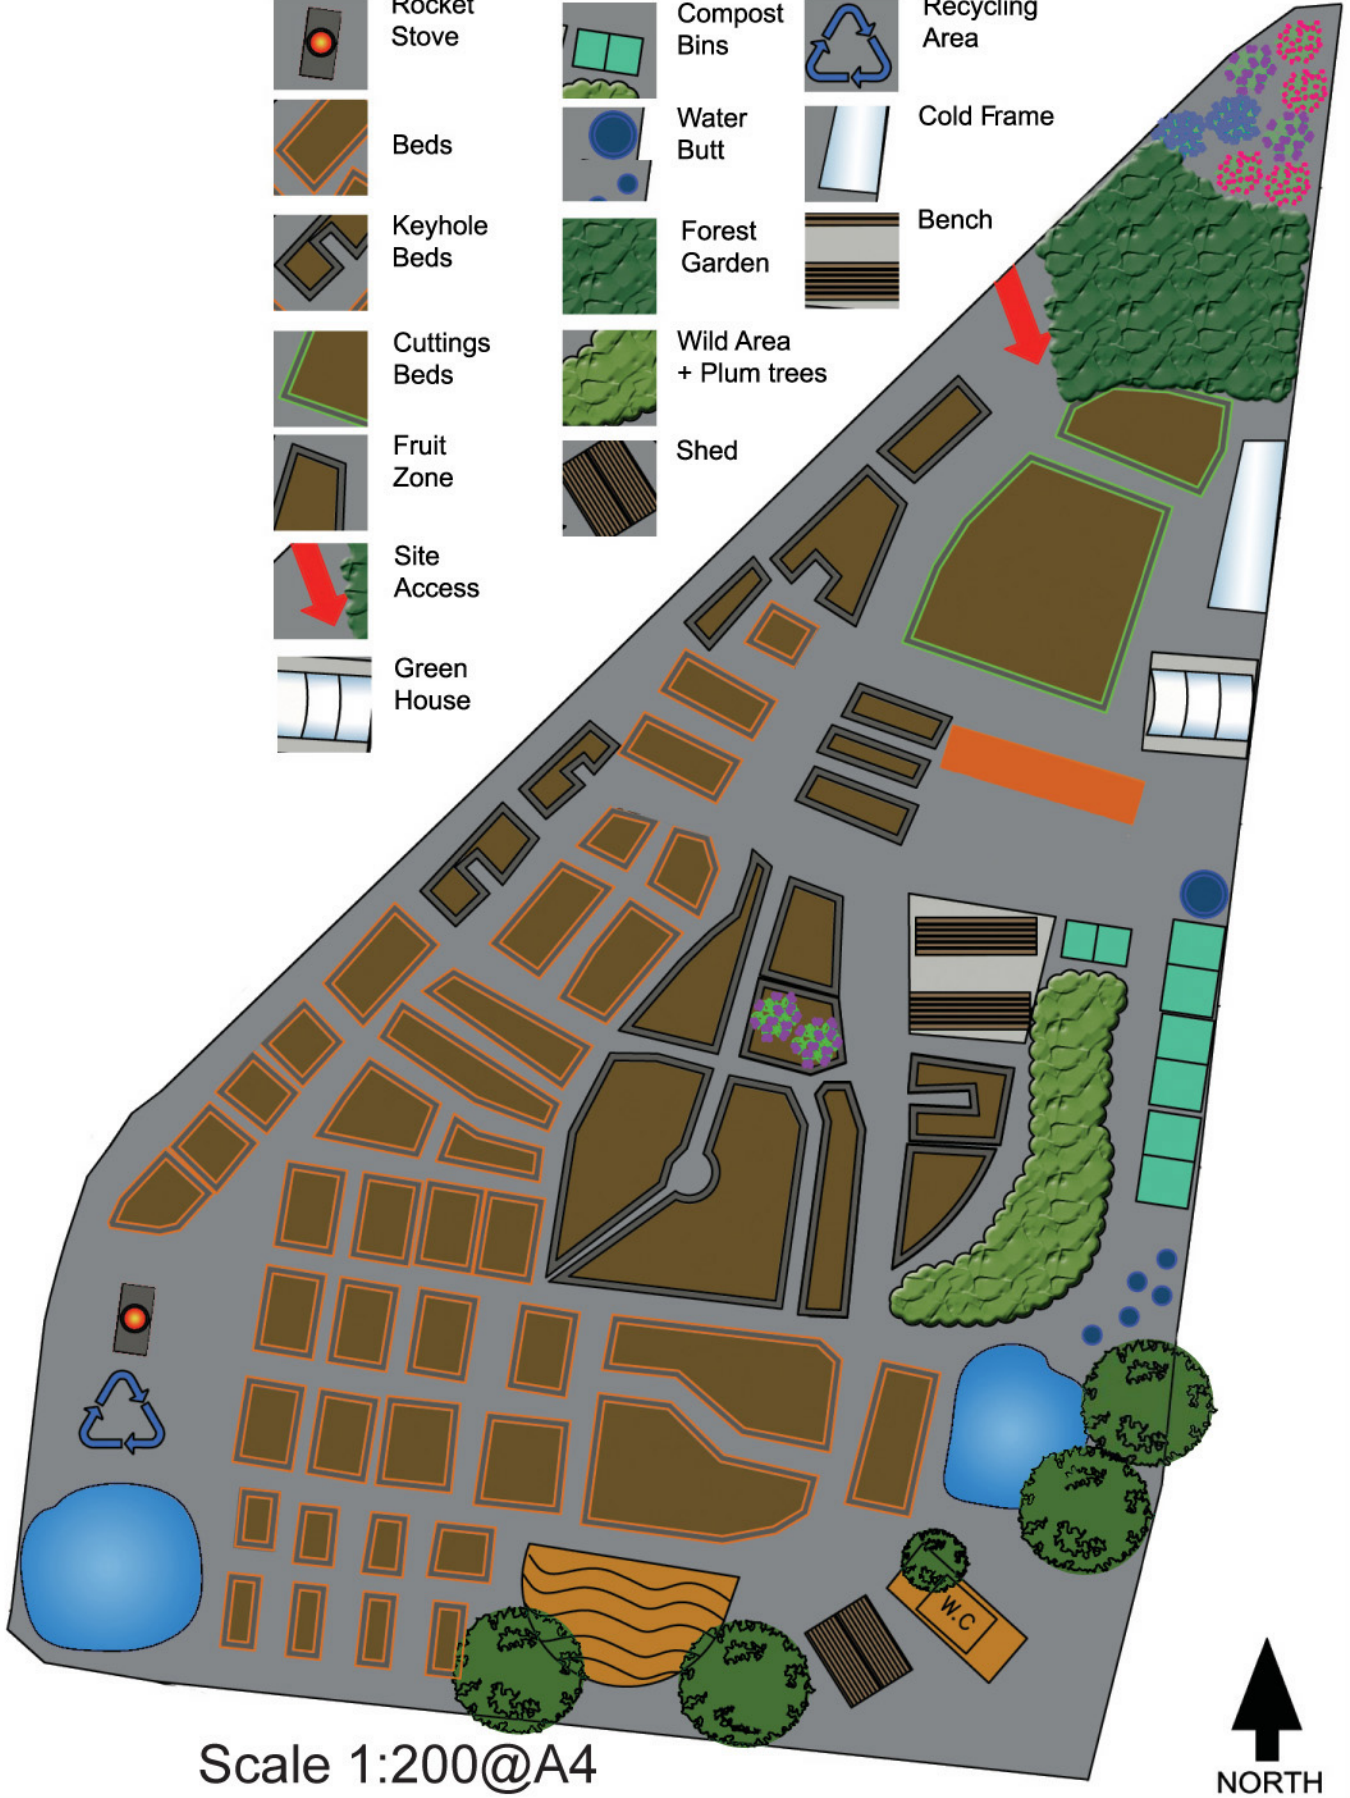 Rocket
Stove
Compost
Bins
Recycling
Area
Beds
Water
Butt
Cold Frame
Keyhole
Beds
Forest
Garden
Bench
Cuttings
Beds
Wild Area
+ Plum trees
Fruit
Zone
Shed
Site
Access
Green
House
W.C
Scale 1:200@A4
NORTH